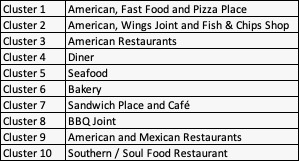 Cluster 1 American, Fast Food and Pizza Place
Cluster 2 American, Wings Joint and Fish & Chips Shop
Cluster 3 American Restaurants
Cluster 4 Diner
Cluster 5 Seafood
Cluster 6 Bakery
Cluster 7 Sandwich Place and Café
Cluster 8 BBQ Joint
Cluster 9 American and Mexican Restaurants
Cluster 10 Southern / Soul Food Restaurant